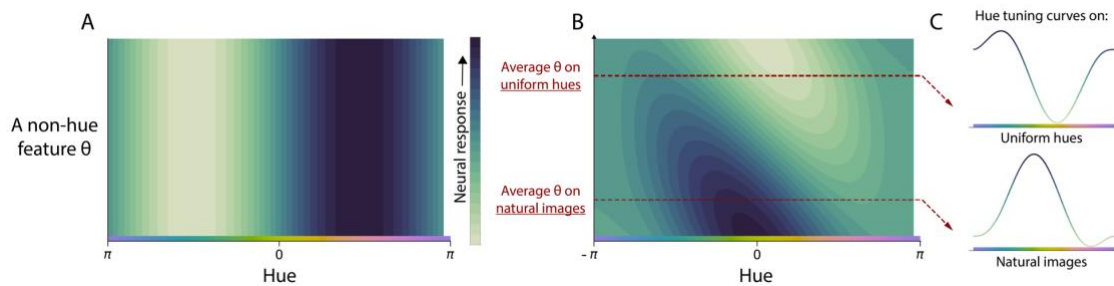 A
A non-hue
feature θ
Neural response
π
0
π
Hue
B
Average θ on
uniform hues
Average θ on
natural images
- π
0
π
Hue
C
Hue tuning curves on:
Uniform hues
Natural images